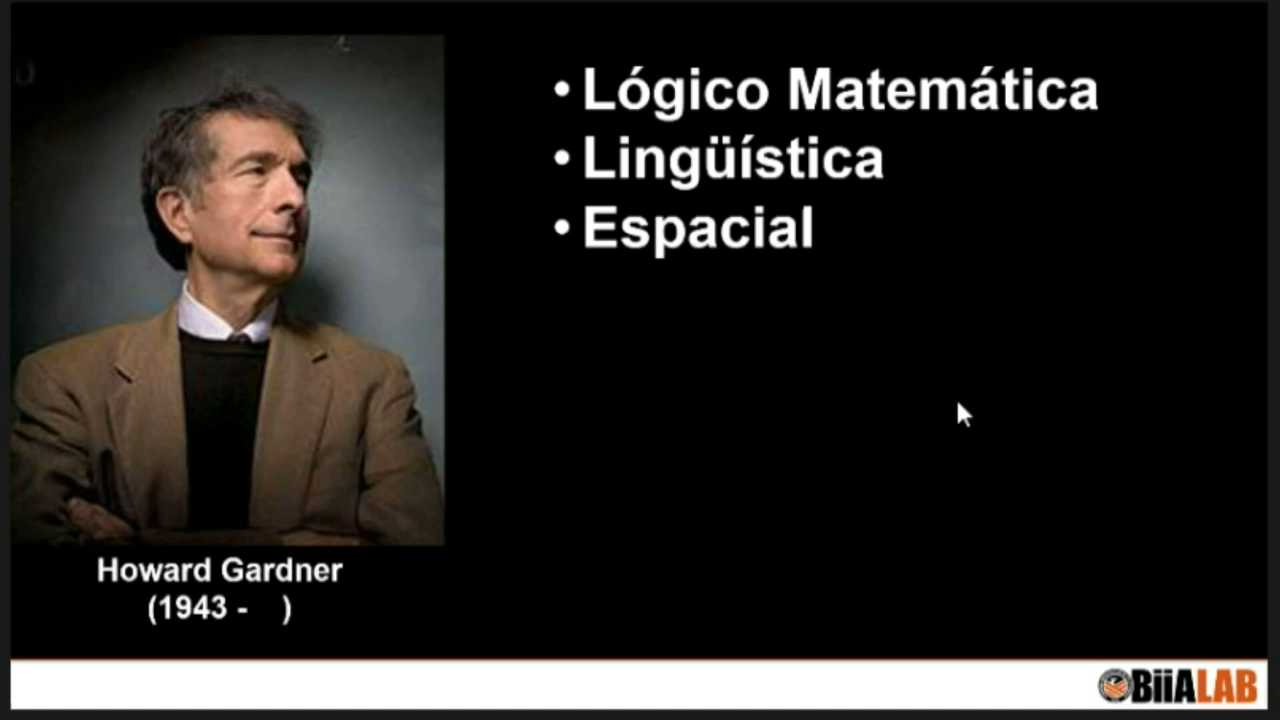 • Lógico Matemática
• Lingüística
• Espacial
Howard Gardner
(1943 -    )
BiiALAB